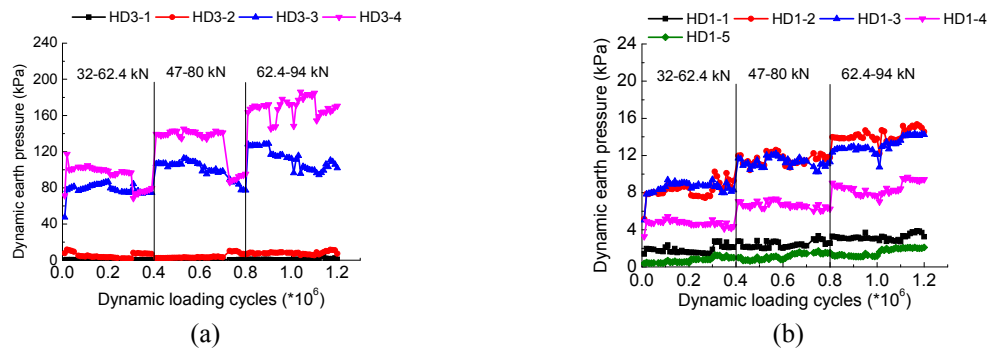 HD3-1 HD3-2 HD3-3 HD3-4
240
200
160
120
80
40
0
Dynamic earth pressure (kPa)
32-62.4 kN 47-80 kN 62.4-94 kN
0.0 0.2 0.4 0.6 0.8 1.0 1.2
Dynamic loading cycles (*10⁶)
(a)
HD1-1 HD1-2 HD1-3 HD1-4
HD1-5
24
20
16
12
8
4
0
Dynamic earth pressure (kPa)
32-62.4 kN 47-80 kN 62.4-94 kN
0.0 0.2 0.4 0.6 0.8 1.0 1.2
Dynamic loading cycles (*10⁶)
(b)